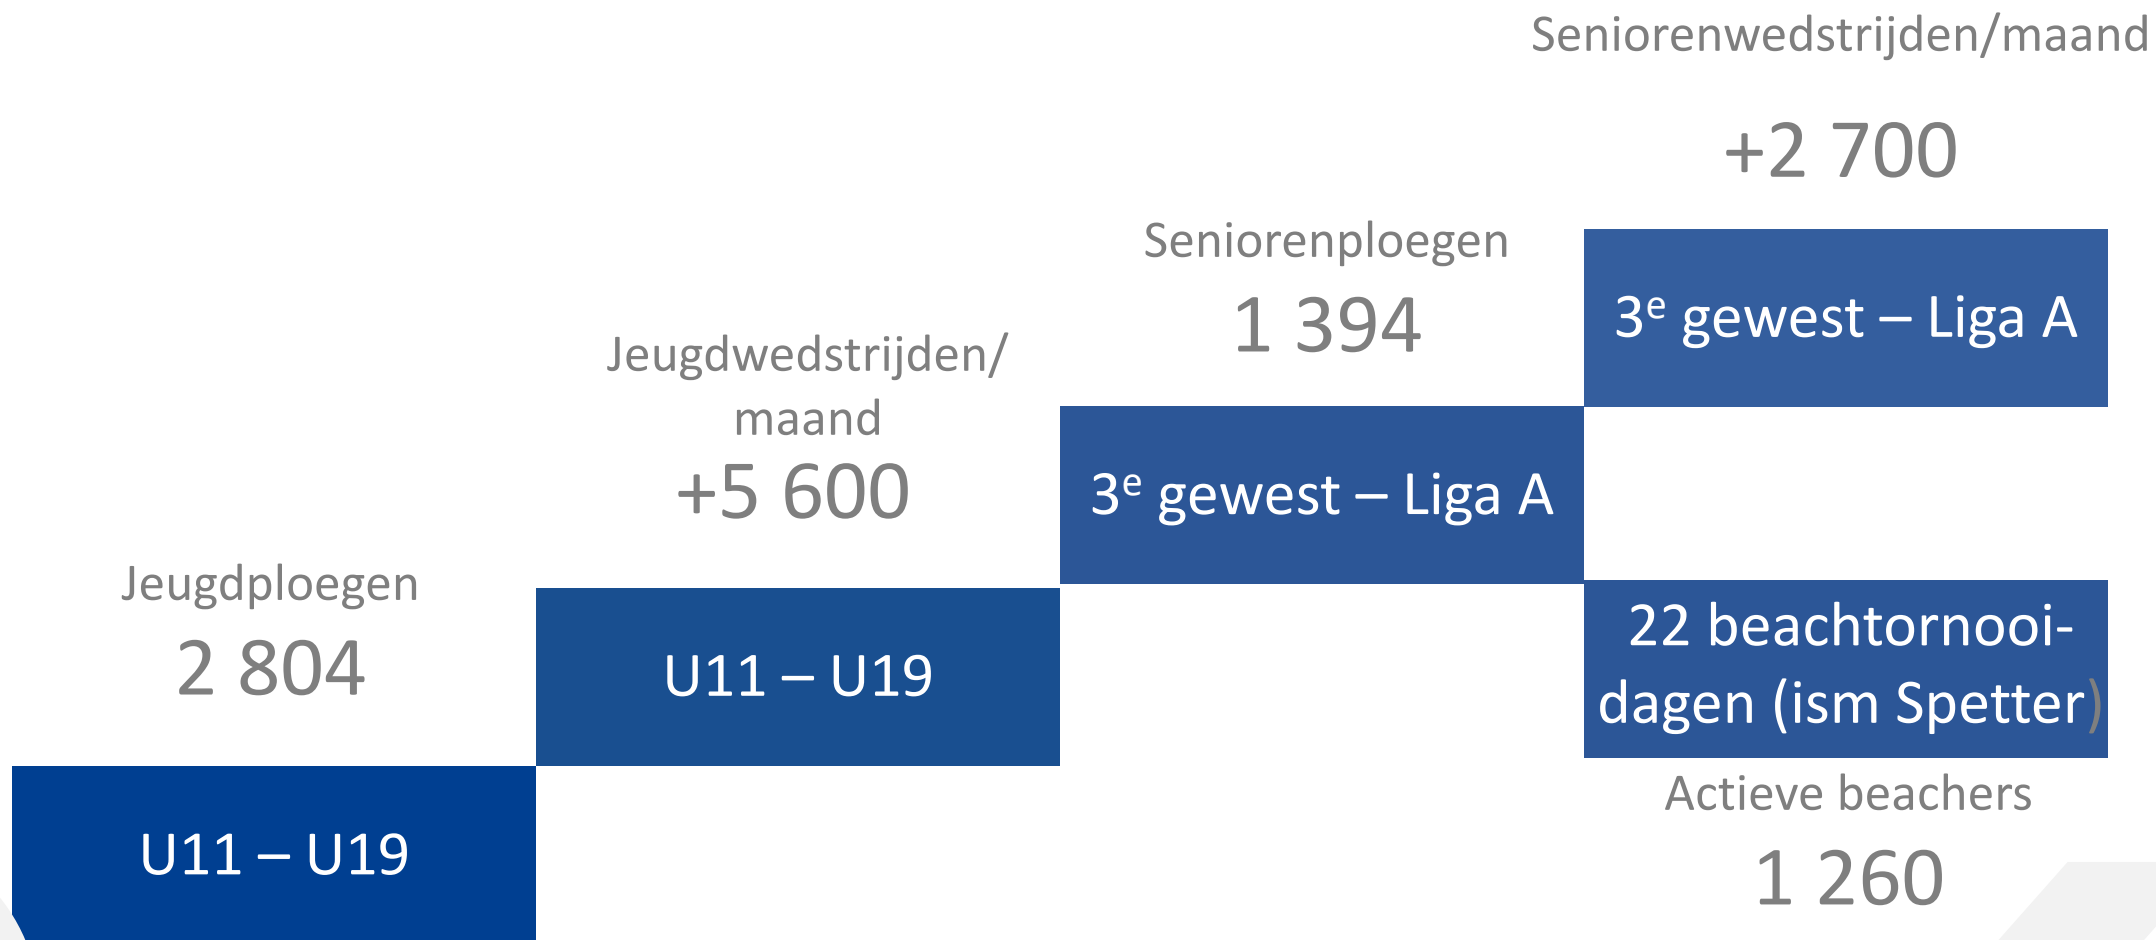 Jeugdploegen
2 804
U11 – U19
Jeugdwedstrijden/
maand
+5 600
U11 – U19
Seniorenploegen
1 394
3e gewest – Liga A
Seniorenwedstrijden/maand
+2 700
3e gewest – Liga A
22 beachtornooi-
dagen (ism Spetter)
Actieve beachers
1 260